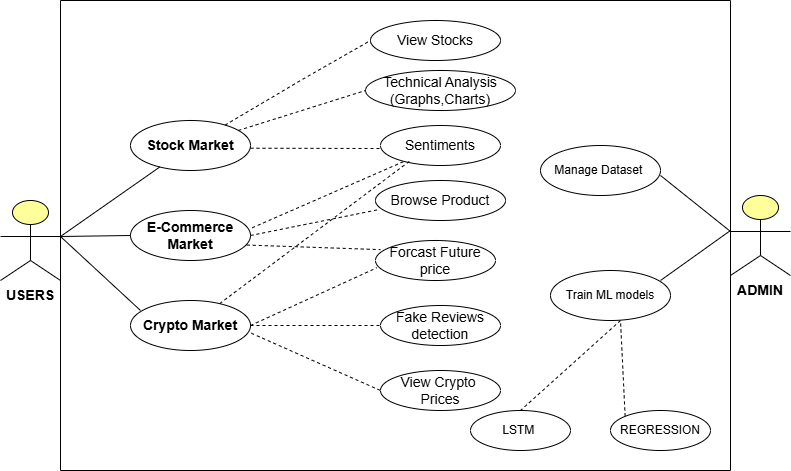 View Stocks
Technical Analysis
(Graphs,Charts)
Stock Market
Sentiments
Manage Dataset
Browse Product
E-Commerce
Market
Forcast Future
price
USERS
ADMIN
Train ML models
Crypto Market
Fake Reviews
detection
View Crypto
Prices
LSTM
REGRESSION